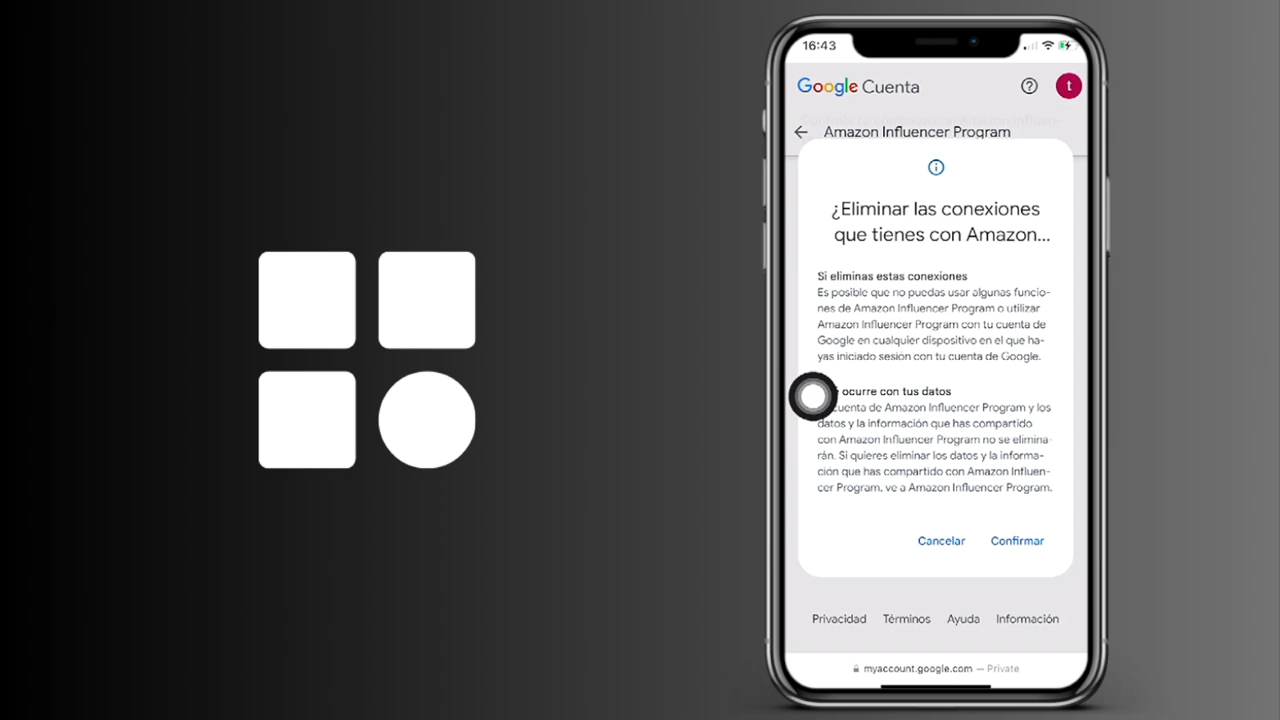 16:43
Google Cuenta
t
Amazon Influencer Program
¿Eliminar las conexiones
que tienes con Amazon...
Si eliminas estas conexiones
Es posible que no puedas usar algunas funcio-
nes de Amazon Influencer Program o utilizar
Amazon Influencer Program con tu cuenta de
Google en cualquier dispositivo en el que ha-
yas iniciado sesión con tu cuenta de Google.
ocurre con tus datos
cuenta de Amazon Influencer Program y los
datos y la información que has compartido
con Amazon Influencer Program no se elimina-
rán. Si quieres eliminar los datos y la informa-
ción que has compartido con Amazon Influen-
cer Program, ve a Amazon Influencer Program.
Cancelar Confirmar
Privacidad Términos Ayuda Información
myaccount.google.com — Private